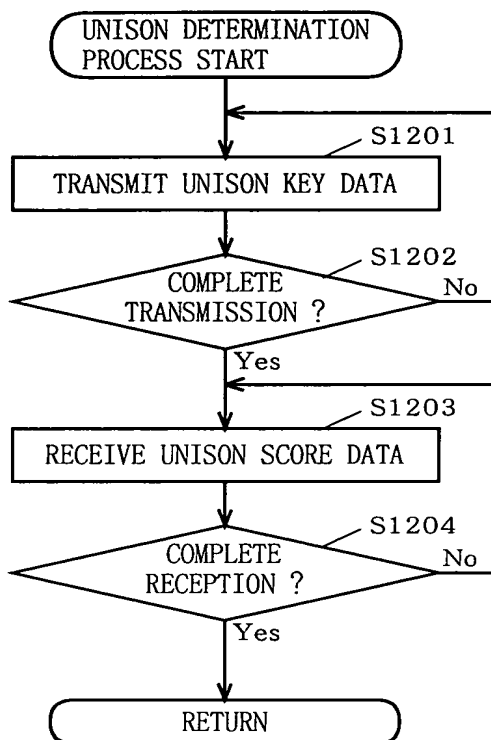 UNISON DETERMINATION
PROCESS START
S1201
TRANSMIT UNISON KEY DATA
S1202
COMPLETE
TRANSMISSION ?
No
Yes
S1203
RECEIVE UNISON SCORE DATA
S1204
COMPLETE
RECEPTION ?
No
Yes
RETURN